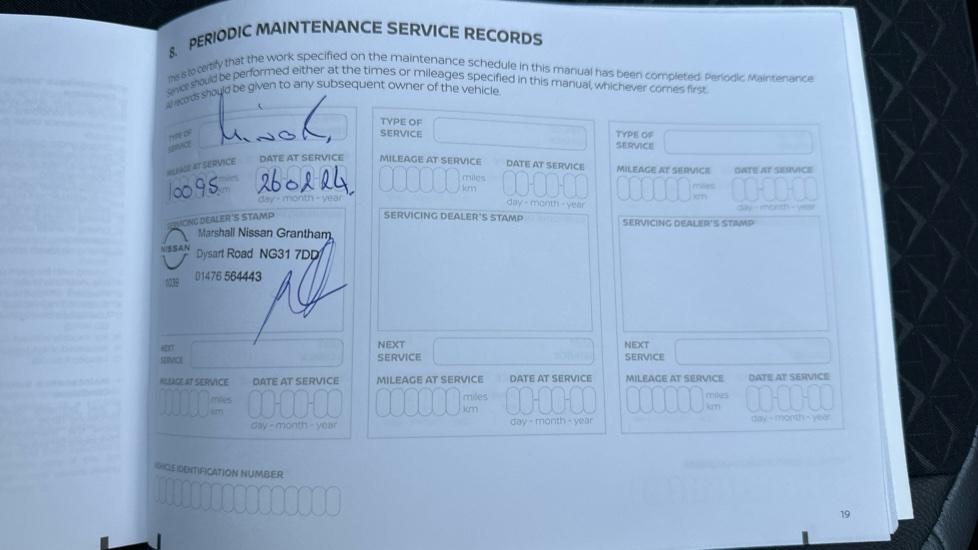 8. PERIODIC MAINTENANCE SERVICE RECORDS
This is to certify that the work specified on the maintenance schedule in this manual has been completed. Periodic Maintenance
Service should be performed either at the times or mileages specified in this manual, whichever comes first.
All records should be given to any subsequent owner of the vehicle.
TYPE OF
SERVICE
MILEAGE AT SERVICE
DATE AT SERVICE
10095
miles
km
260224
day - month - year
SERVICING DEALER'S STAMP
NISSAN
Marshall Nissan Grantham
Dysart Road NG31 7DD
01476 564443
1039
NEXT
SERVICE
MILEAGE AT SERVICE
DATE AT SERVICE
miles
km
day - month - year
TYPE OF
SERVICE
MILEAGE AT SERVICE
DATE AT SERVICE
miles
km
day - month - year
SERVICING DEALER'S STAMP
NEXT
SERVICE
MILEAGE AT SERVICE
DATE AT SERVICE
miles
km
day - month - year
TYPE OF
SERVICE
MILEAGE AT SERVICE
DATE AT SERVICE
miles
km
day - month - year
SERVICING DEALER'S STAMP
NEXT
SERVICE
MILEAGE AT SERVICE
DATE AT SERVICE
miles
km
day - month - year
VEHICLE IDENTIFICATION NUMBER
19